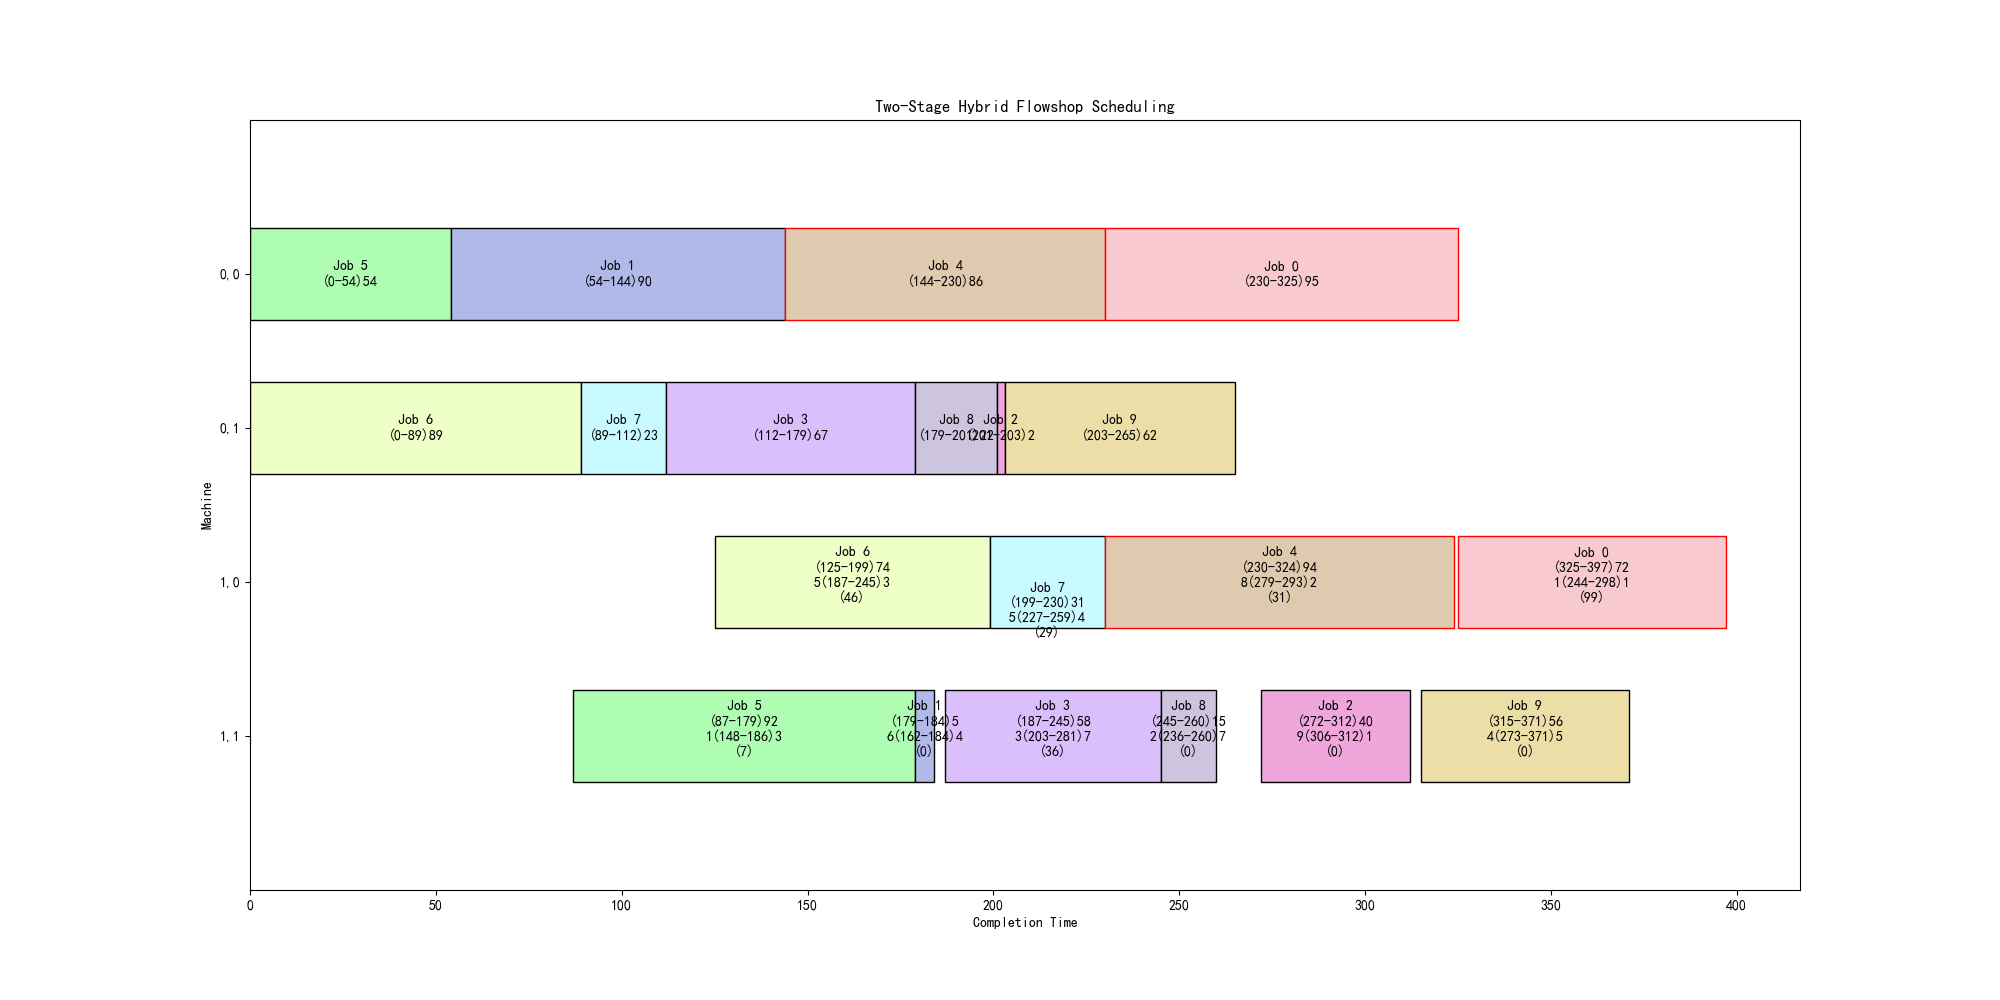 Two-Stage Hybrid Flowshop Scheduling
0,0
Job 5
(0-54)54
Job 1
(54-144)90
Job 4
(144-230)86
Job 0
(230-325)95
0,1
Job 6
(0-89)89
Job 7
(89-112)23
Job 3
(112-179)67
Job 8
(179-201)22
Job 2
(201-203)2
Job 9
(203-265)62
Machine
1,0
Job 6
(125-199)74
5(187-245)3
(46)
Job 7
(199-230)31
5(227-259)4
(29)
Job 4
(230-324)94
8(279-293)2
(31)
Job 0
(325-397)72
1(244-298)1
(99)
1,1
Job 5
(87-179)92
1(148-186)3
(7)
Job 1
(179-184)5
6(162-184)4
(0)
Job 3
(187-245)58
3(203-281)7
(36)
Job 8
(245-260)15
2(236-260)7
(0)
Job 2
(272-312)40
9(306-312)1
(0)
Job 9
(315-371)56
4(273-371)5
(0)
0 50 100 150 200 250 300 350 400
Completion Time